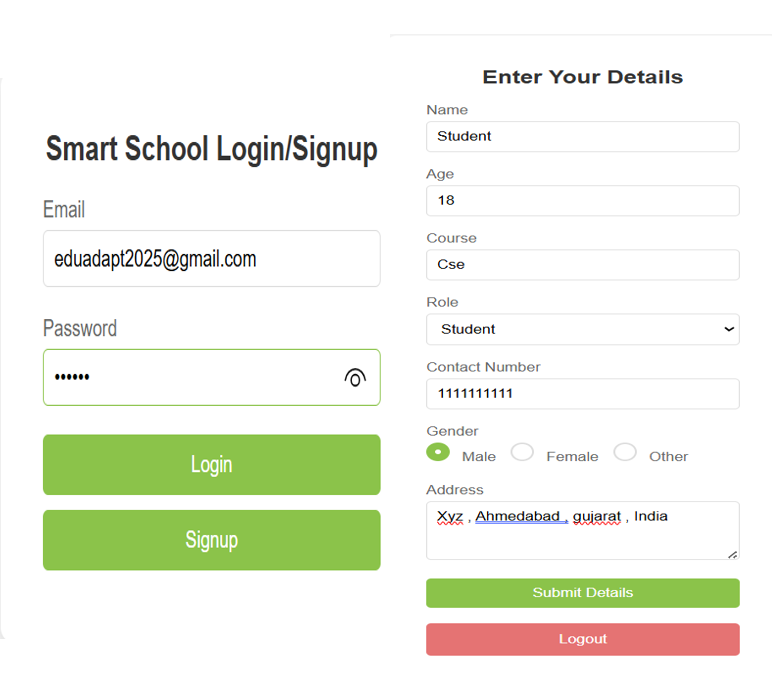 Smart School Login/Signup
Email
eduadapt2025@gmail.com
Password
••••••
Login
Signup
Enter Your Details
Name
Student
Age
18
Course
Cse
Role
Student
Contact Number
1111111111
Gender
Male Female Other
Address
Xyz , Ahmedabad , gujarat , India
Submit Details
Logout